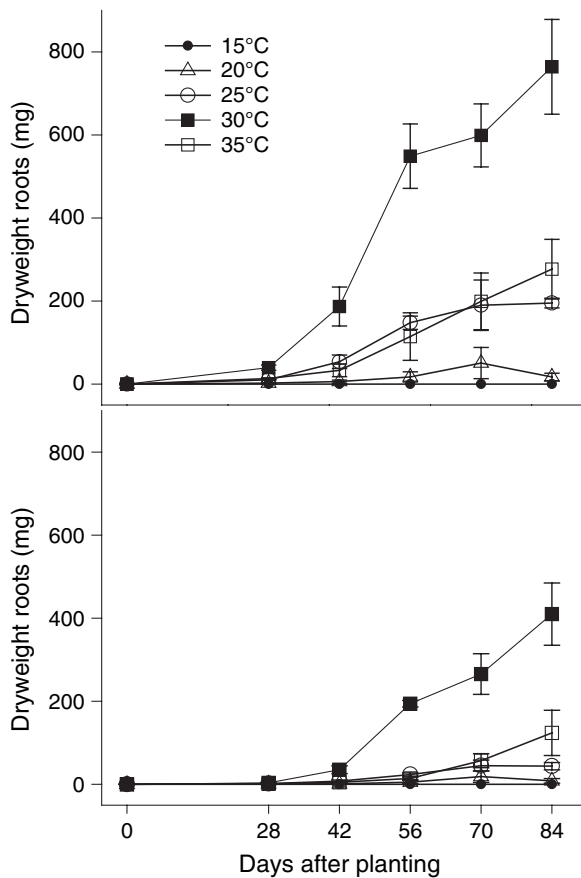 800
600
400
200
0
Dryweight roots (mg)
15°C
20°C
25°C
30°C
35°C
800
600
400
200
0
Dryweight roots (mg)
0 28 42 56 70 84
Days after planting